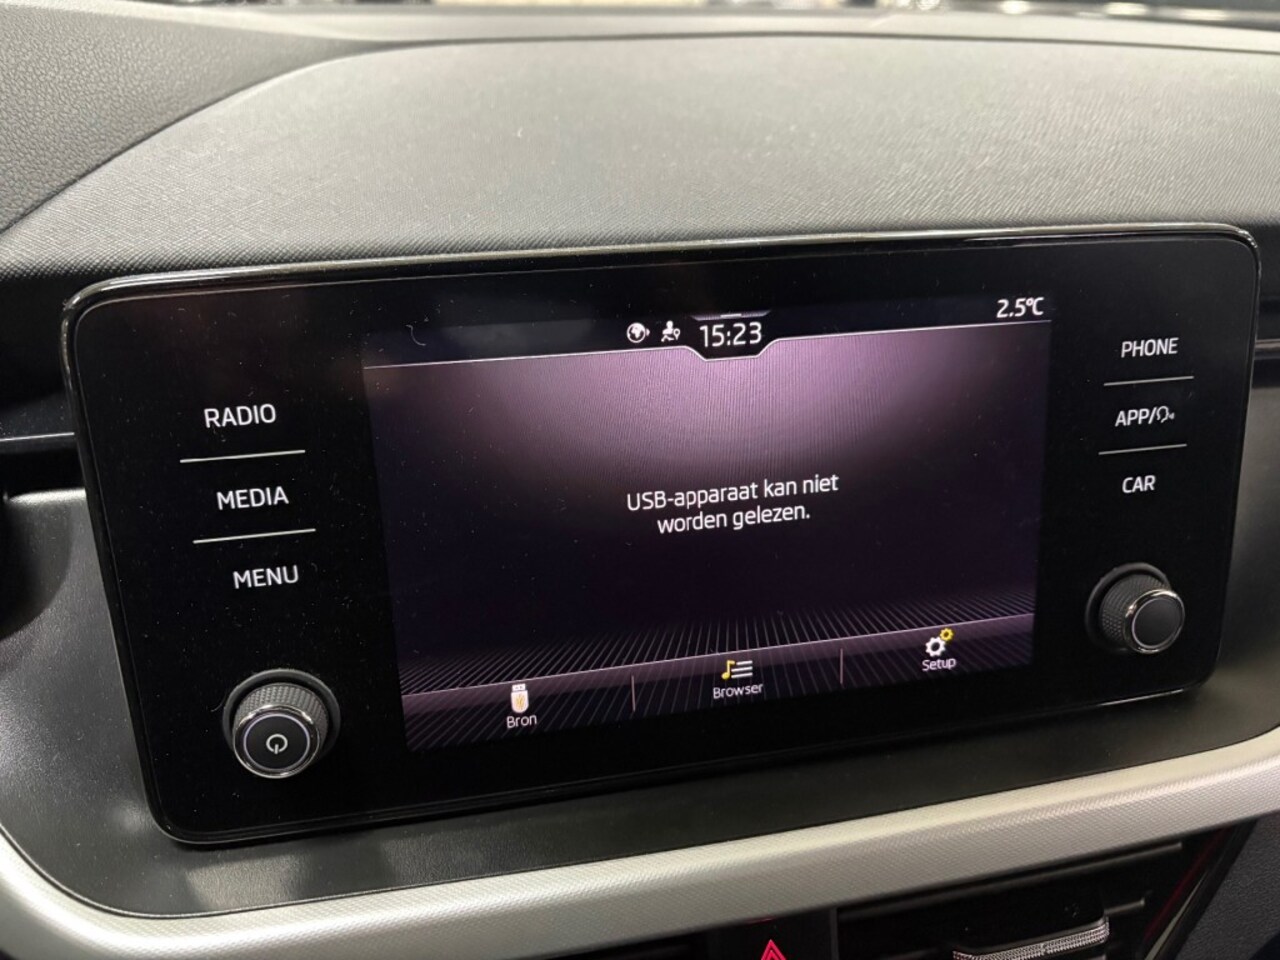 15:23
2.5°C
RADIO
MEDIA
MENU
USB-apparaat kan niet
worden gelezen.
Bron
Browser
Setup
PHONE
APP/
CAR